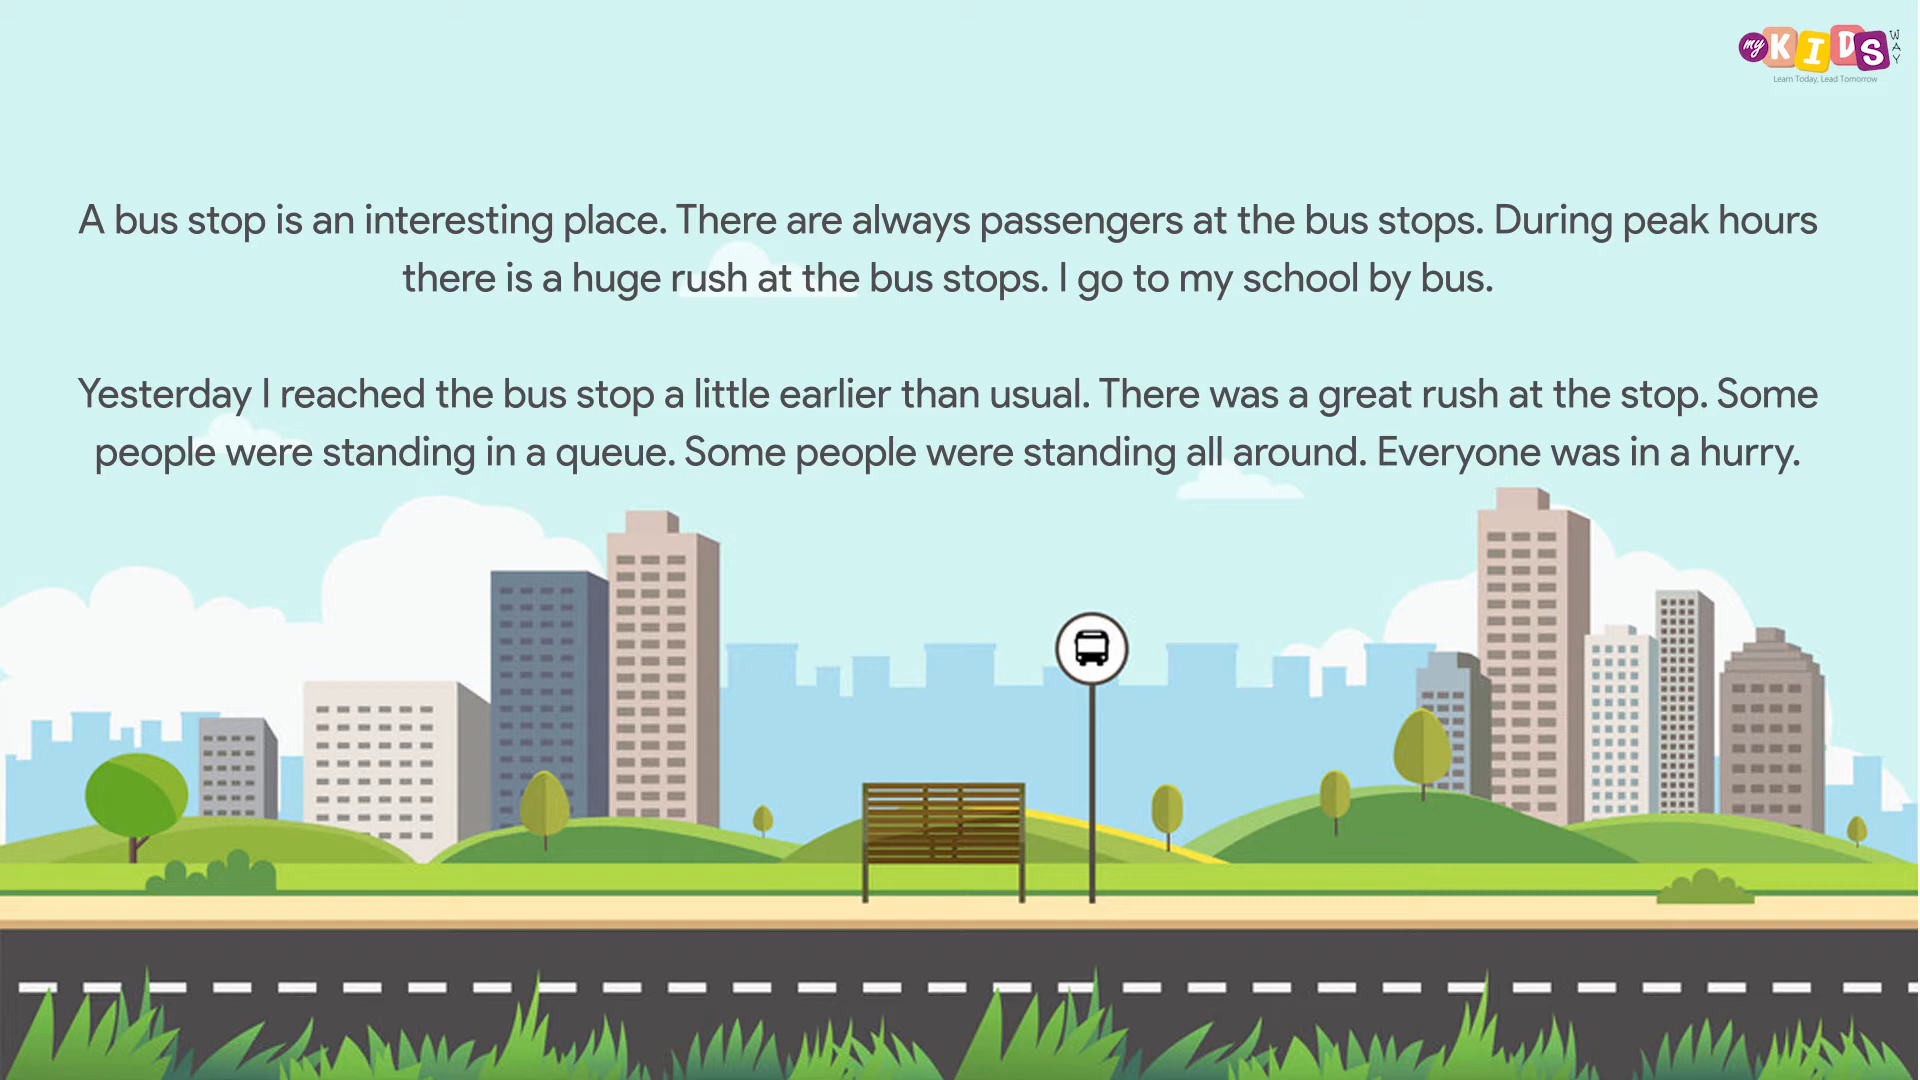 my KIDS WAY
Learn Today, Lead Tomorrow
A bus stop is an interesting place. There are always passengers at the bus stops. During peak hours
there is a huge rush at the bus stops. I go to my school by bus.
Yesterday I reached the bus stop a little earlier than usual. There was a great rush at the stop. Some
people were standing in a queue. Some people were standing all around. Everyone was in a hurry.